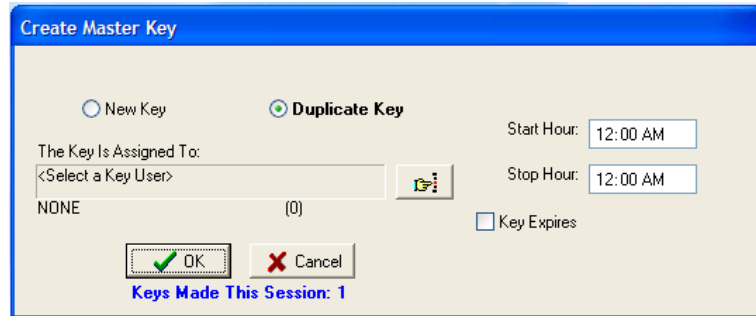 Create Master Key
New Key
Duplicate Key
The Key Is Assigned To:
<Select a Key User>
NONE (0)
Start Hour: 12:00 AM
Stop Hour: 12:00 AM
Key Expires
OK
Cancel
Keys Made This Session: 1